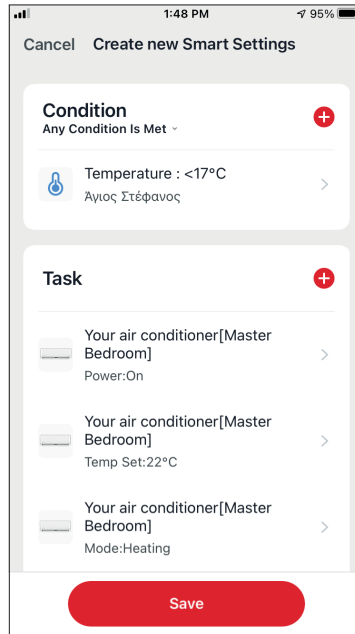 1:48 PM
95%
Cancel Create new Smart Settings
Condition
Any Condition Is Met
Temperature : <17°C
Άγιος Στέφανος
Task
Your air conditioner[Master
Bedroom]
Power:On
Your air conditioner[Master
Bedroom]
Temp Set:22°C
Your air conditioner[Master
Bedroom]
Mode:Heating
Save